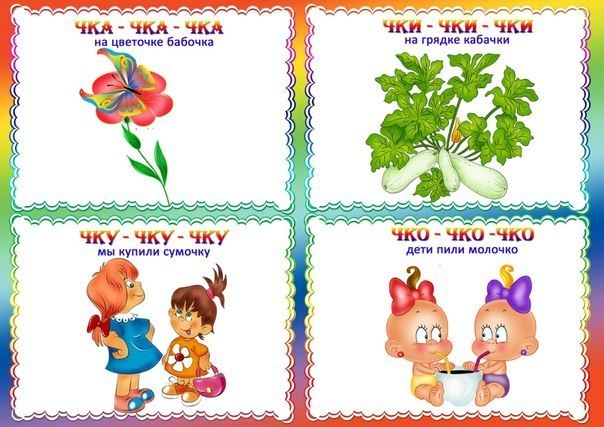 ЧКА - ЧКА - ЧКА
на цветочке бабочка
ЧКИ - ЧКИ - ЧКИ
на грядке кабачки
ЧКУ - ЧКУ - ЧКУ
мы купили сумочку
ЧКО - ЧКО -ЧКО
дети пили молочко